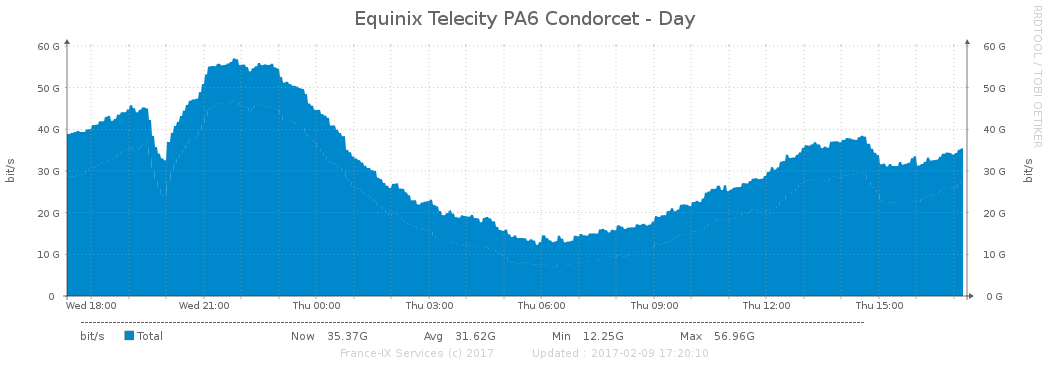 Equinix Telecity PA6 Condorcet - Day
RRDTOOL / TOBI OETIKER
60 G 60 G
50 G 50 G
40 G 40 G
30 G 30 G
20 G 20 G
10 G 10 G
0 0 G
bit/s bit/s
Wed 18:00 Wed 21:00 Thu 00:00 Thu 03:00 Thu 06:00 Thu 09:00 Thu 12:00 Thu 15:00
bit/s Total Now 35.37G Avg 31.62G Min 12.25G Max 56.96G
France-IX Services (c) 2017 Updated : 2017-02-09 17:20:10